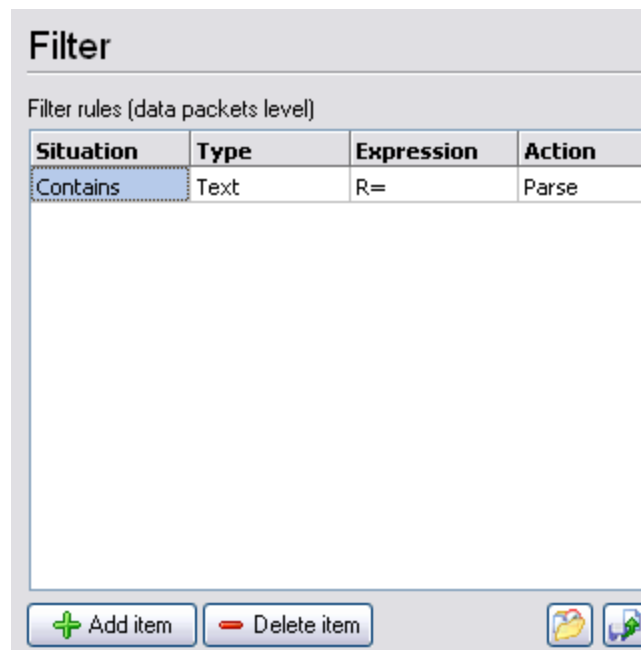 Filter
Filter rules (data packets level)
Situation Type Expression Action
Contains Text R= Parse
Add item Delete item